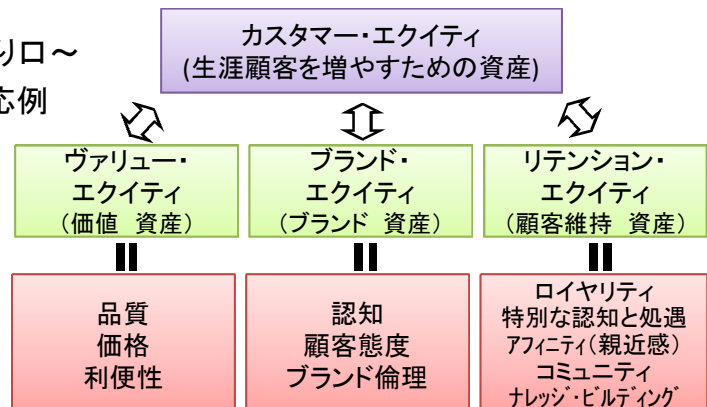 り口～
応例
カスタマー・エクイティ
(生涯顧客を増やすための資産)
ヴァリュー・
エクイティ
（価値 資産）
ブランド・
エクイティ
（ブランド 資産）
リテンション・
エクイティ
（顧客維持 資産）
品質
価格
利便性
認知
顧客態度
ブランド倫理
ロイヤリティ
特別な認知と処遇
アフィニティ（親近感）
コミュニティ
ナレッジ・ビルディング